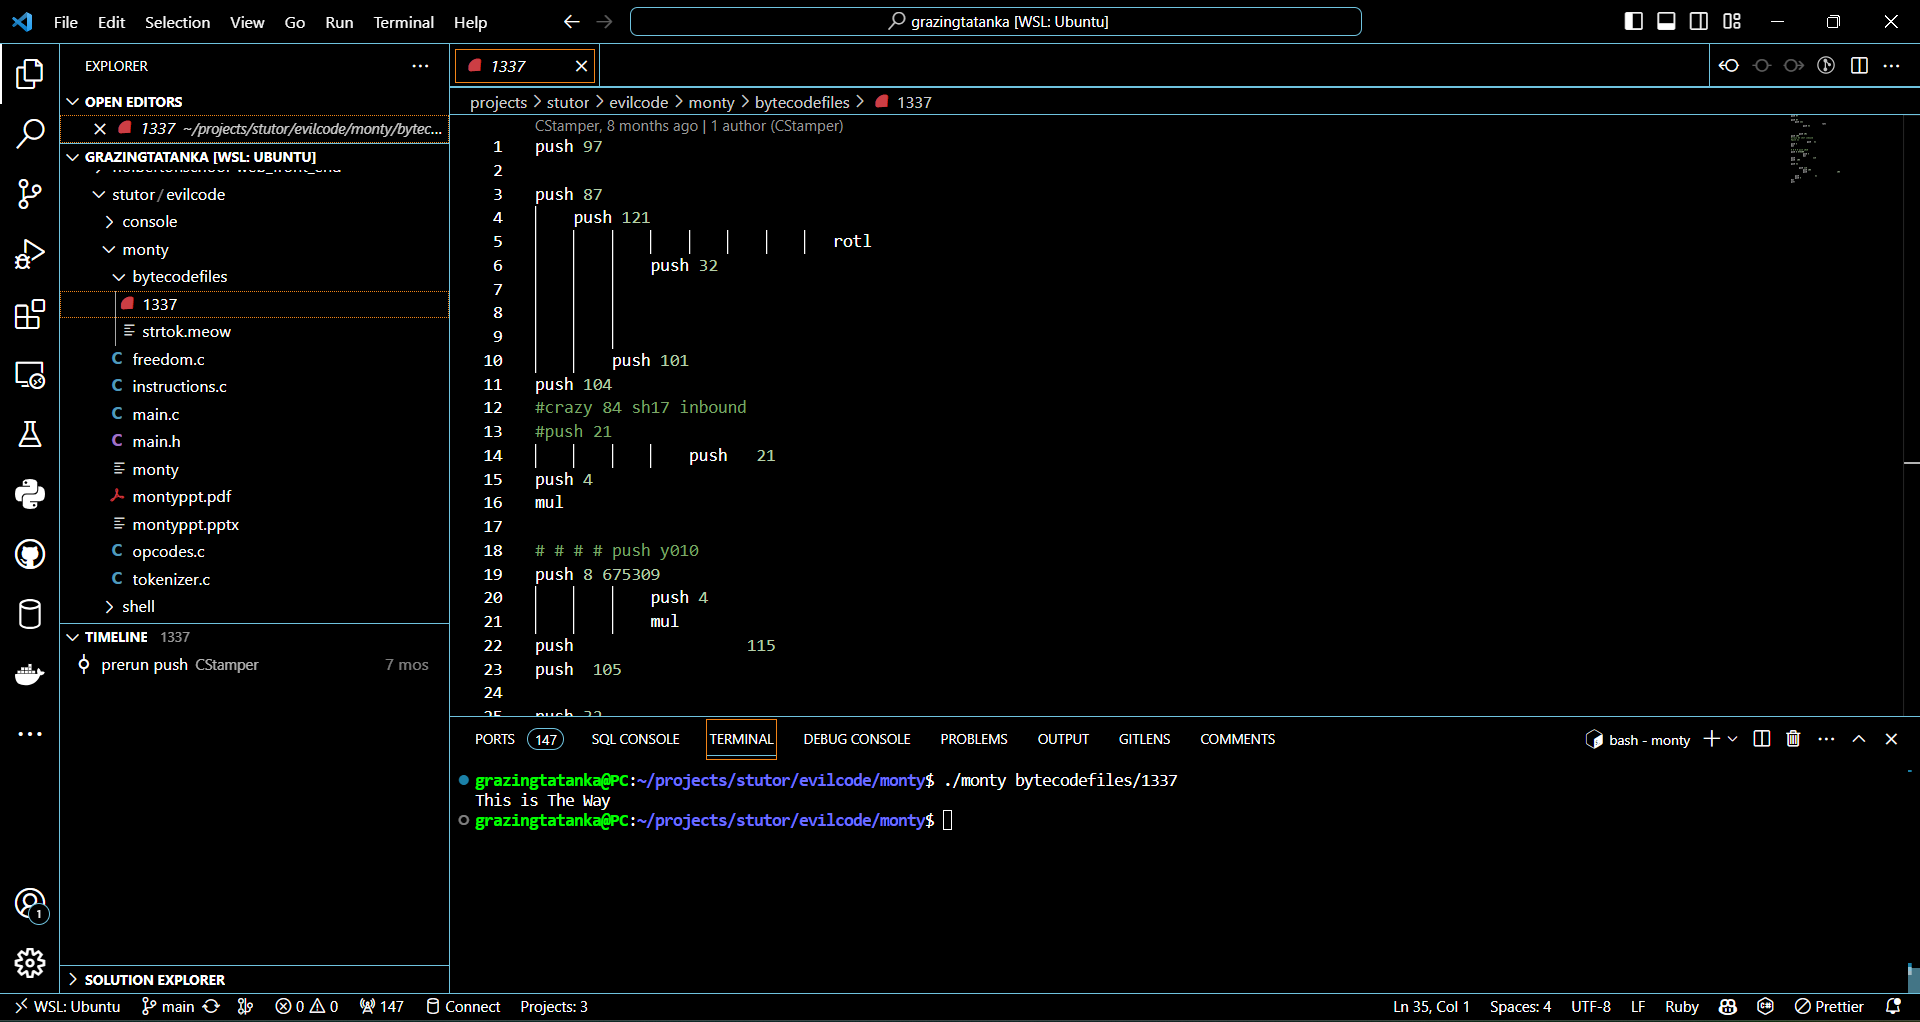 File Edit Selection View Go Run Terminal Help
grazingtatanka [WSL: Ubuntu]
EXPLORER
OPEN EDITORS
1337 ~/projects/stutor/evilcode/monty/bytec...
GRAZINGTATANKA [WSL: UBUNTU]
stutor/evilcode
console
monty
bytecodefiles
1337
strtok.meow
C freedom.c
C instructions.c
C main.c
C main.h
monty
montyppt.pdf
montyppt.pptx
C opcodes.c
C tokenizer.c
shell
TIMELINE 1337
prerun push CStamper 7 mos
SOLUTION EXPLORER
1337
projects > stutor > evilcode > monty > bytecodefiles > 1337
CStamper, 8 months ago | 1 author (CStamper)
1 push 97
2
3 push 87
4 push 121
5 rotl
6 push 32
7
8
9
10 push 101
11 push 104
12 #crazy 84 sh17 inbound
13 #push 21
14 push 21
15 push 4
16 mul
17
18 # # # # push y010
19 push 8 675309
20 push 4
21 mul
22 push 115
23 push 105
24
25 push 32
PORTS 147 SQL CONSOLE TERMINAL DEBUG CONSOLE PROBLEMS OUTPUT GITLENS COMMENTS
bash - monty
grazingtatanka@PC:~/projects/stutor/evilcode/monty$ ./monty bytecodefiles/1337
This is The Way
grazingtatanka@PC:~/projects/stutor/evilcode/monty$
1
WSL: Ubuntu main 0 0 147 Connect Projects: 3
Ln 35, Col 1 Spaces: 4 UTF-8 LF Ruby Prettier